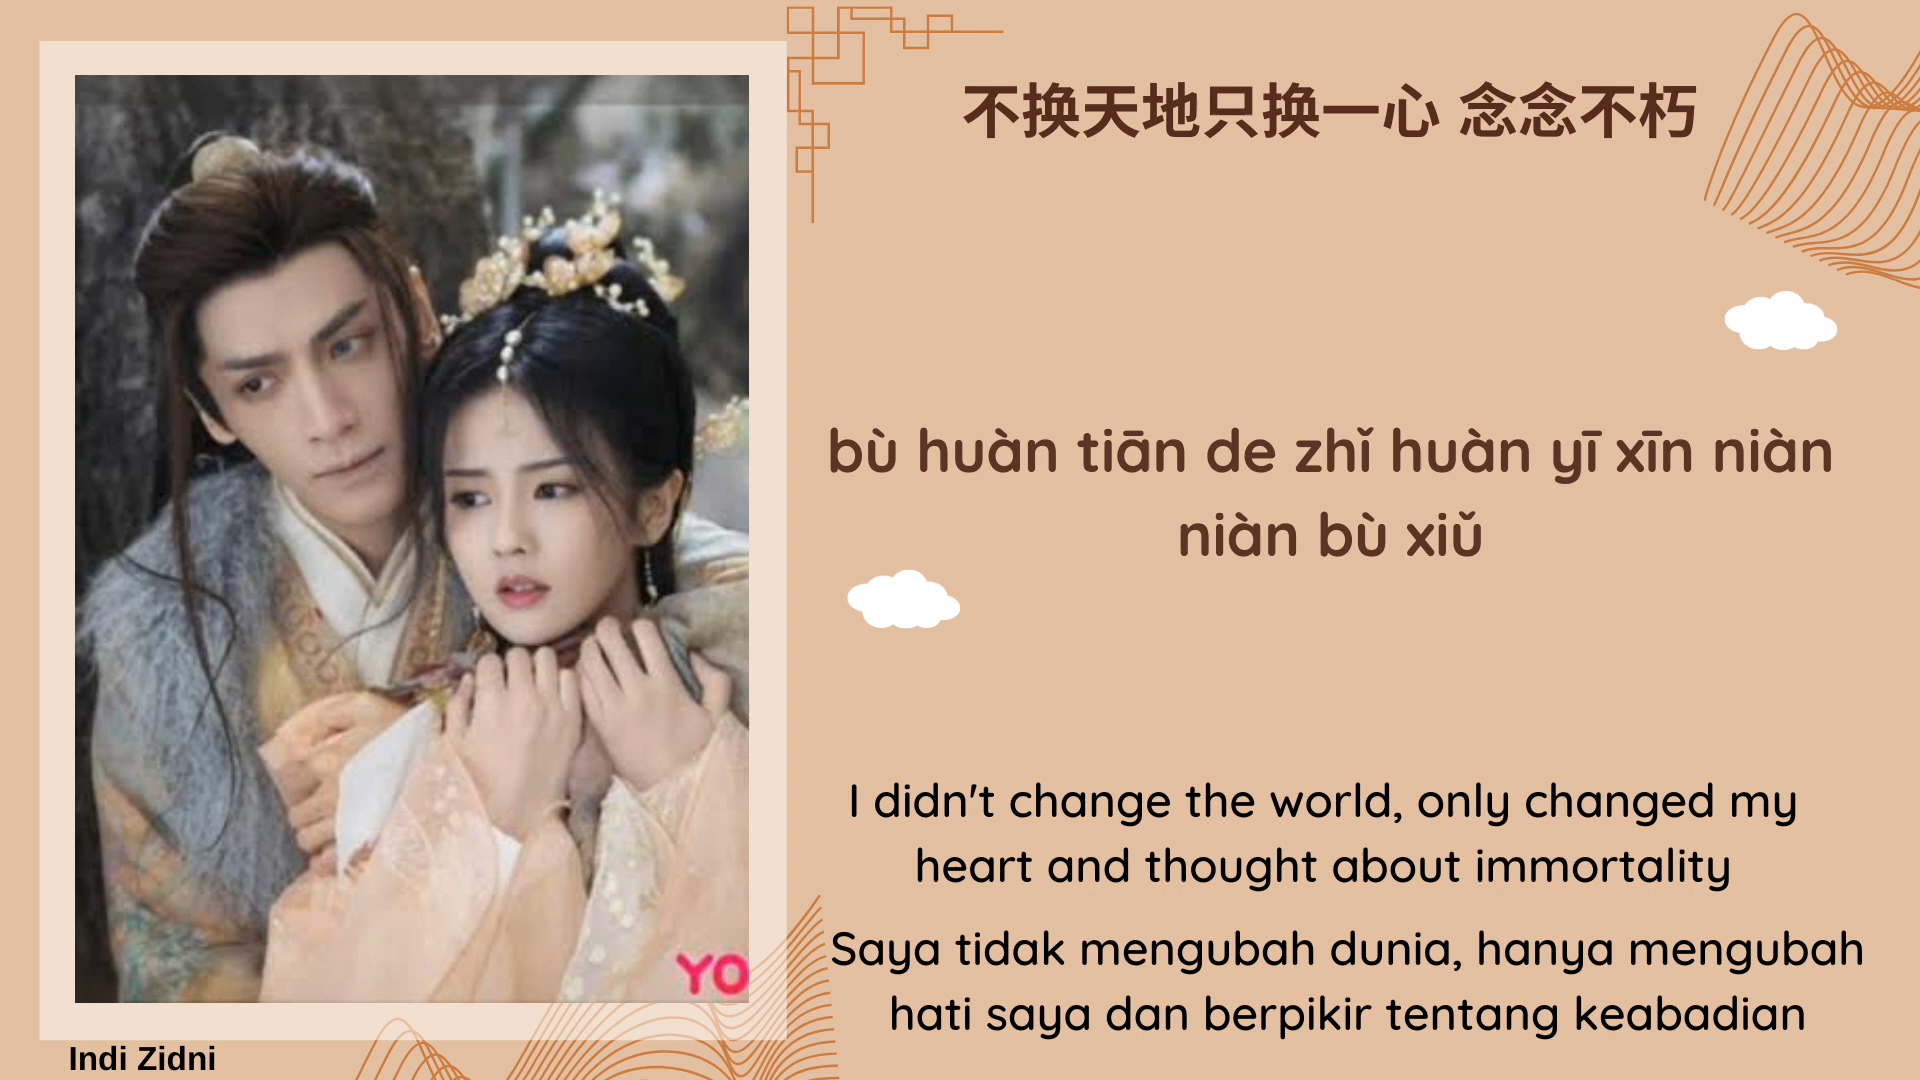 不换天地只换一心 念念不朽
bù huàn tiān de zhǐ huàn yī xīn niàn
niàn bù xiǔ
I didn't change the world, only changed my
heart and thought about immortality
Saya tidak mengubah dunia, hanya mengubah
hati saya dan berpikir tentang keabadian
YO
Indi Zidni